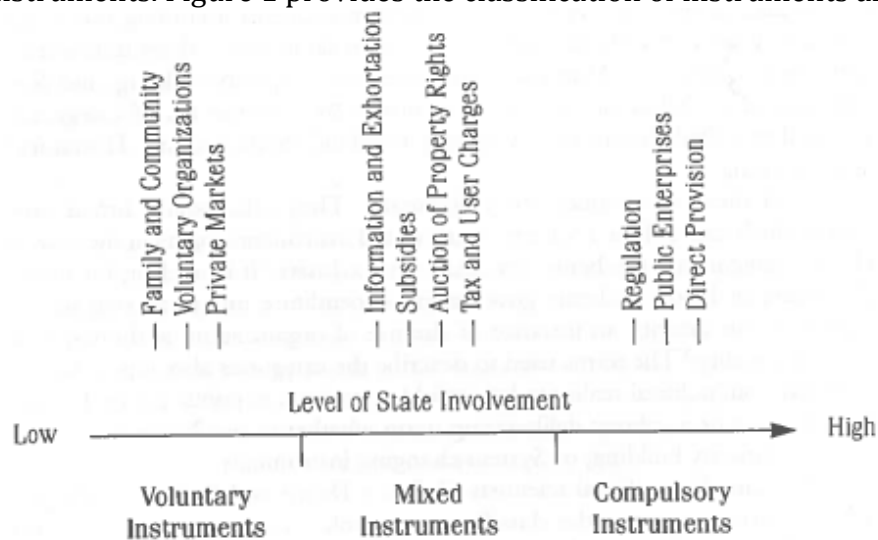 nstruments. Figure 1 provides the classification of instruments a
Family and Community
Voluntary Organizations
Private Markets
Information and Exhortation
Subsidies
Auction of Property Rights
Tax and User Charges
Regulation
Public Enterprises
Direct Provision
Level of State Involvement
Low
High
Voluntary
Instruments
Mixed
Instruments
Compulsory
Instruments